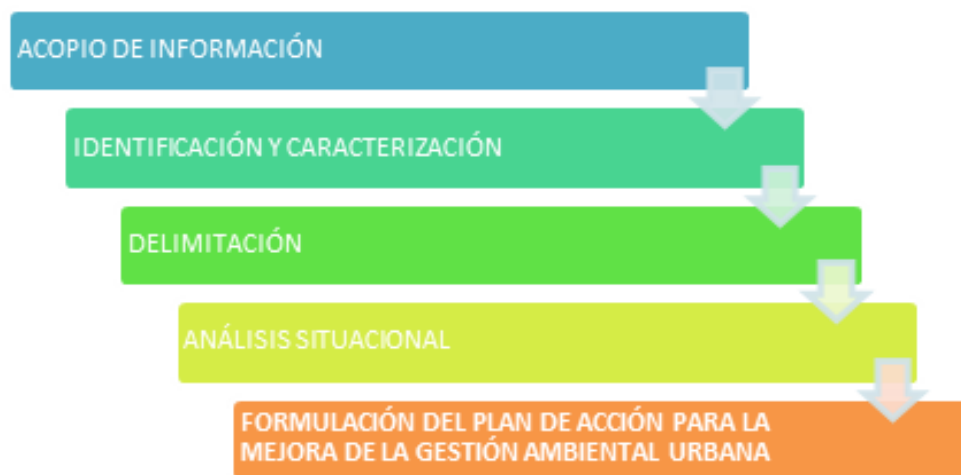 ACOPIO DE INFORMACIÓN
IDENTIFICACIÓN Y CARACTERIZACIÓN
DELIMITACIÓN
ANÁLISIS SITUACIONAL
FORMULACIÓN DEL PLAN DE ACCIÓN PARA LA
MEJORA DE LA GESTIÓN AMBIENTAL URBANA